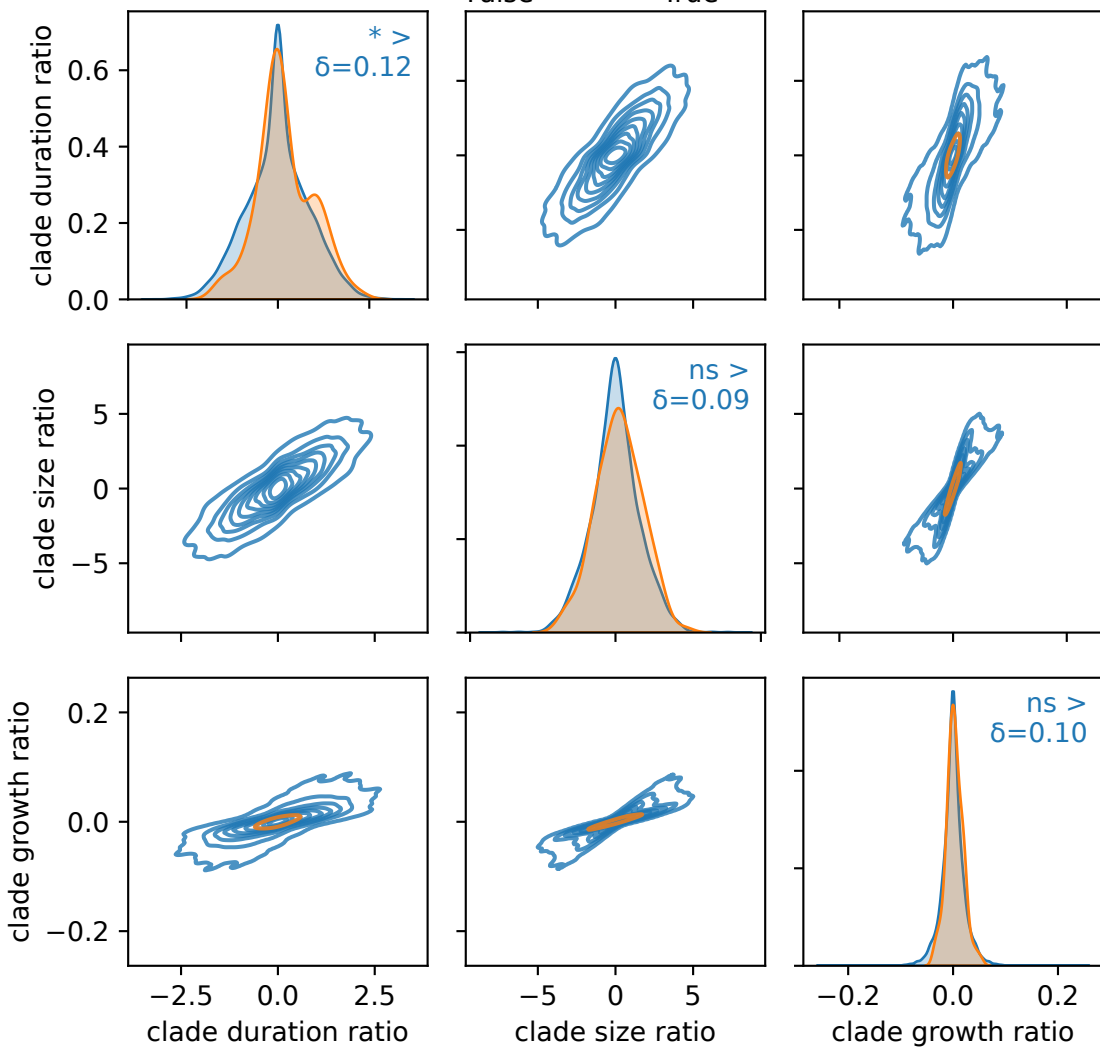 clade duration ratio
0.6
0.4
0.2
0.0
* >
δ=0.12
clade size ratio
5
0
−5
ns >
δ=0.09
clade growth ratio
0.2
0.0
−0.2
ns >
δ=0.10
−2.5 0.0 2.5
−5 0 5
−0.2 0.0 0.2
clade duration ratio
clade size ratio
clade growth ratio